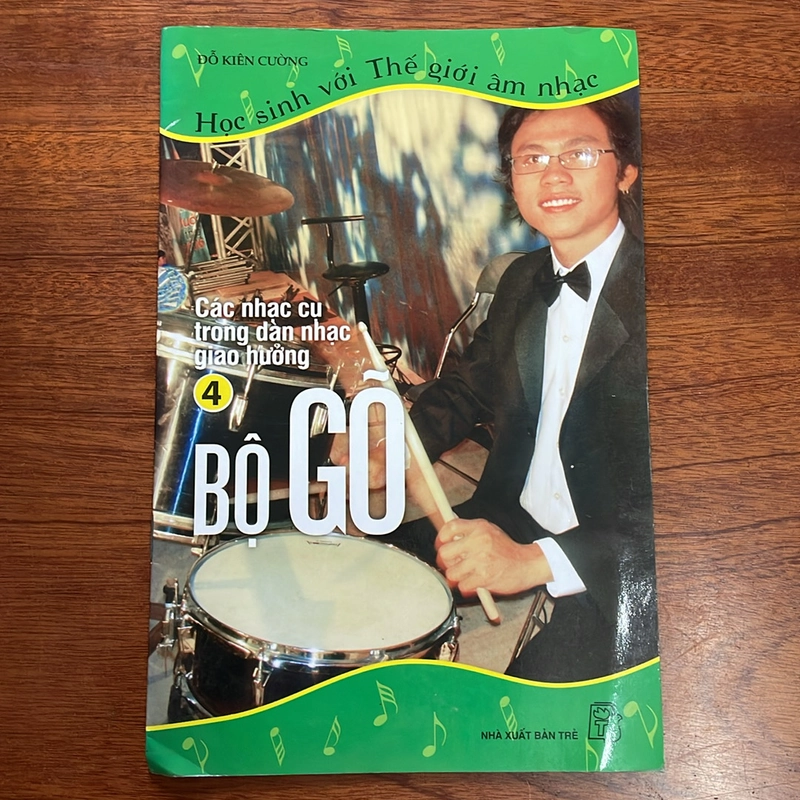 ĐỖ KIÊN CƯỜNG
Học sinh với Thế giới âm nhạc
Các nhạc cụ
trong dàn nhạc
giao hưởng
4
BỘ GÕ
NHÀ XUẤT BẢN TRẺ